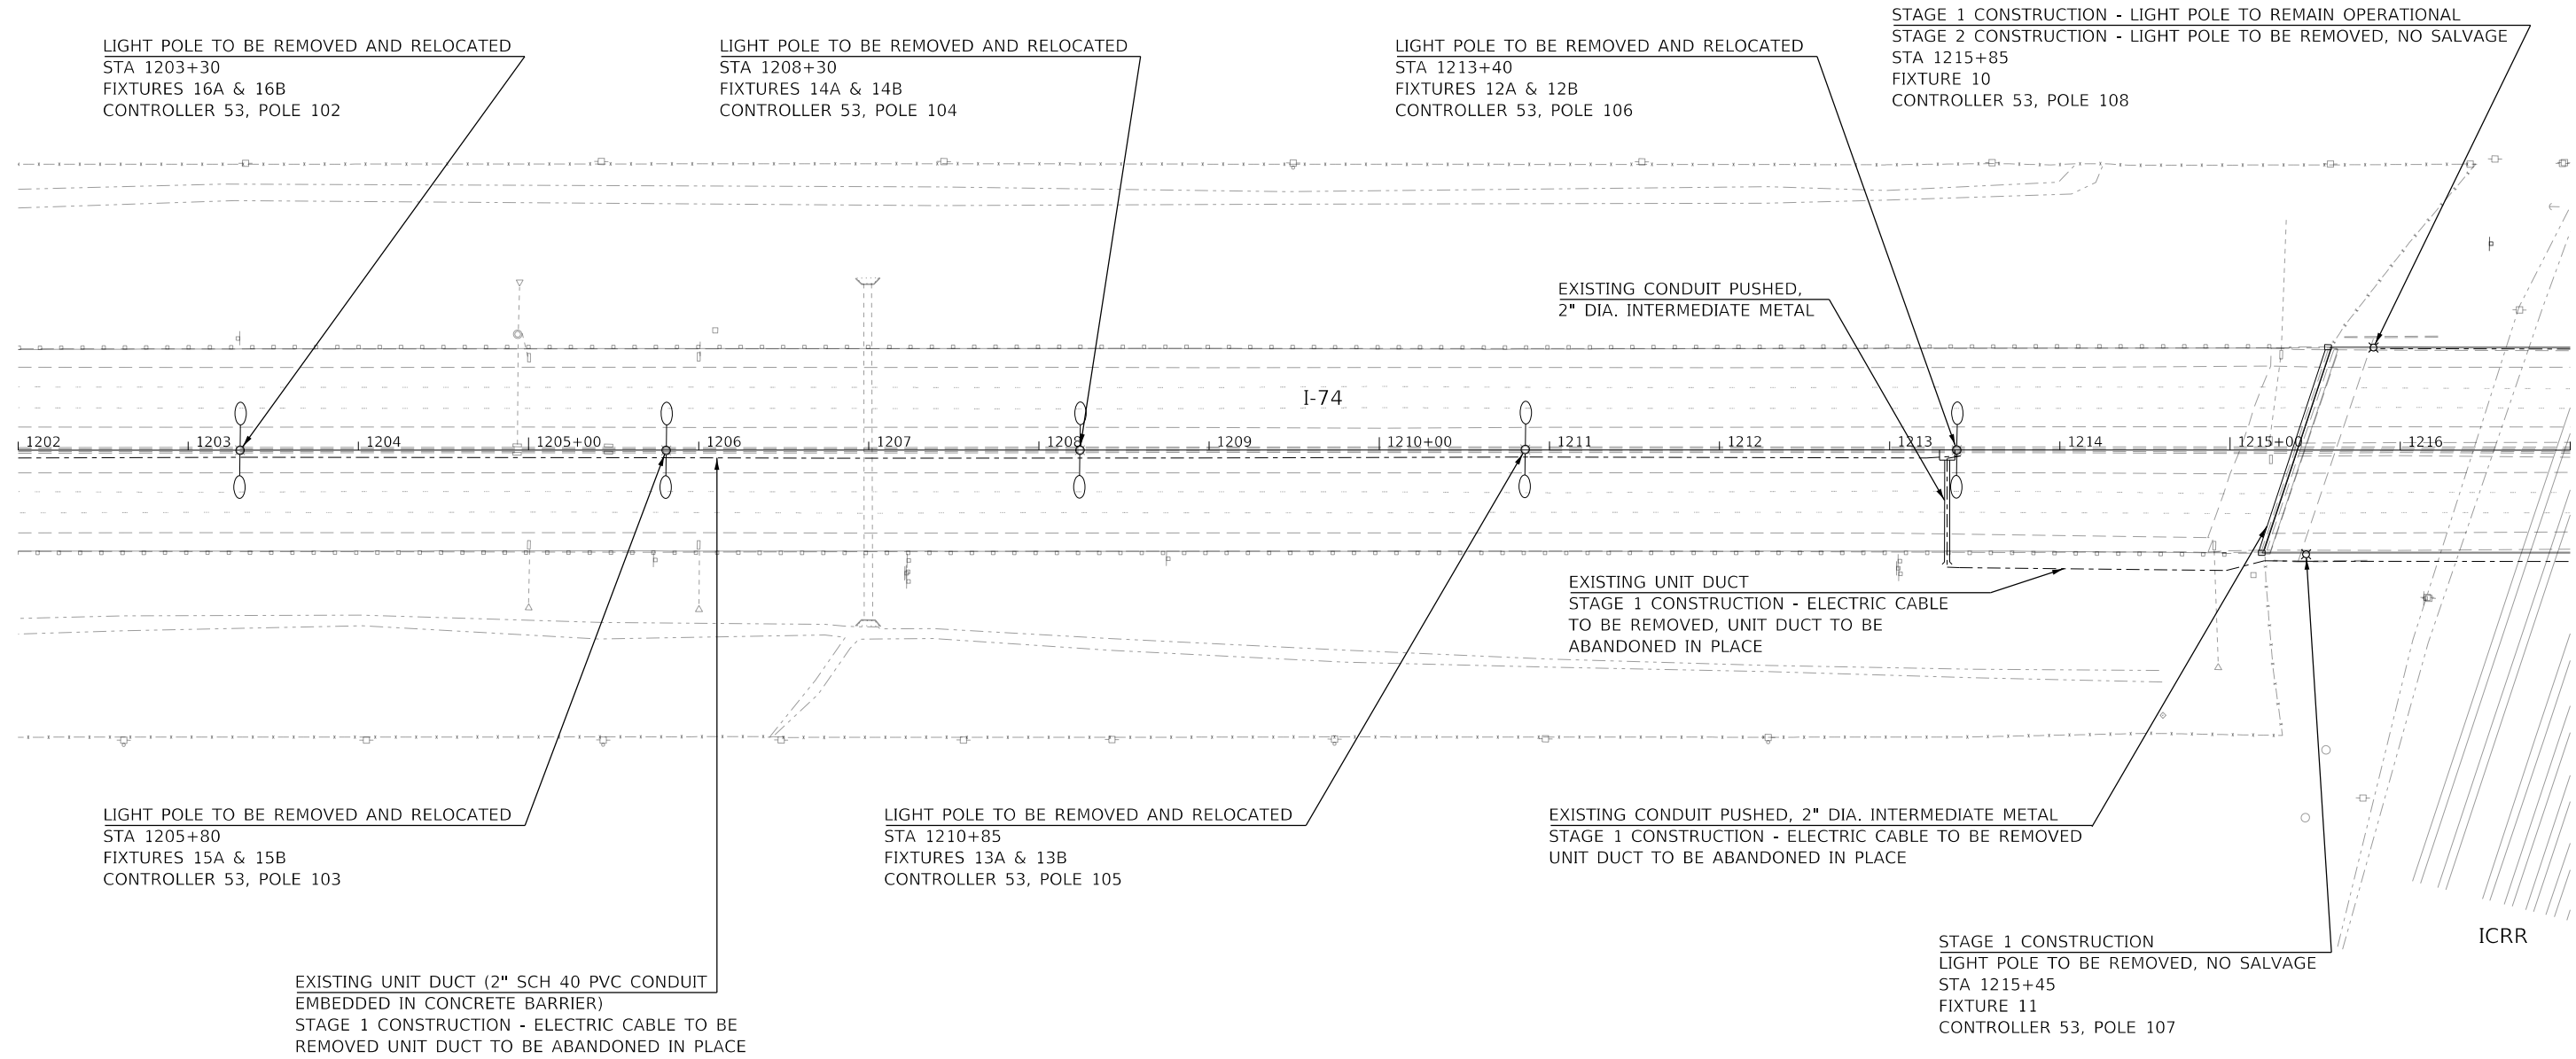 LIGHT POLE TO BE REMOVED AND RELOCATED
STA 1203+30
FIXTURES 16A & 16B
CONTROLLER 53, POLE 102
LIGHT POLE TO BE REMOVED AND RELOCATED
STA 1208+30
FIXTURES 14A & 14B
CONTROLLER 53, POLE 104
LIGHT POLE TO BE REMOVED AND RELOCATED
STA 1213+40
FIXTURES 12A & 12B
CONTROLLER 53, POLE 106
STAGE 1 CONSTRUCTION - LIGHT POLE TO REMAIN OPERATIONAL
STAGE 2 CONSTRUCTION - LIGHT POLE TO BE REMOVED, NO SALVAGE
STA 1215+85
FIXTURE 10
CONTROLLER 53, POLE 108
EXISTING CONDUIT PUSHED,
2" DIA. INTERMEDIATE METAL
I-74
1202
1203
1204
1205+00
1206
1207
1208
1209
1210+00
1211
1212
1213
1214
1215+00
1216
EXISTING UNIT DUCT
STAGE 1 CONSTRUCTION - ELECTRIC CABLE
TO BE REMOVED, UNIT DUCT TO BE
ABANDONED IN PLACE
LIGHT POLE TO BE REMOVED AND RELOCATED
STA 1205+80
FIXTURES 15A & 15B
CONTROLLER 53, POLE 103
LIGHT POLE TO BE REMOVED AND RELOCATED
STA 1210+85
FIXTURES 13A & 13B
CONTROLLER 53, POLE 105
EXISTING CONDUIT PUSHED, 2" DIA. INTERMEDIATE METAL
STAGE 1 CONSTRUCTION - ELECTRIC CABLE TO BE REMOVED
UNIT DUCT TO BE ABANDONED IN PLACE
ICRR
STAGE 1 CONSTRUCTION
LIGHT POLE TO BE REMOVED, NO SALVAGE
STA 1215+45
FIXTURE 11
CONTROLLER 53, POLE 107
EXISTING UNIT DUCT (2" SCH 40 PVC CONDUIT
EMBEDDED IN CONCRETE BARRIER)
STAGE 1 CONSTRUCTION - ELECTRIC CABLE TO BE
REMOVED UNIT DUCT TO BE ABANDONED IN PLACE